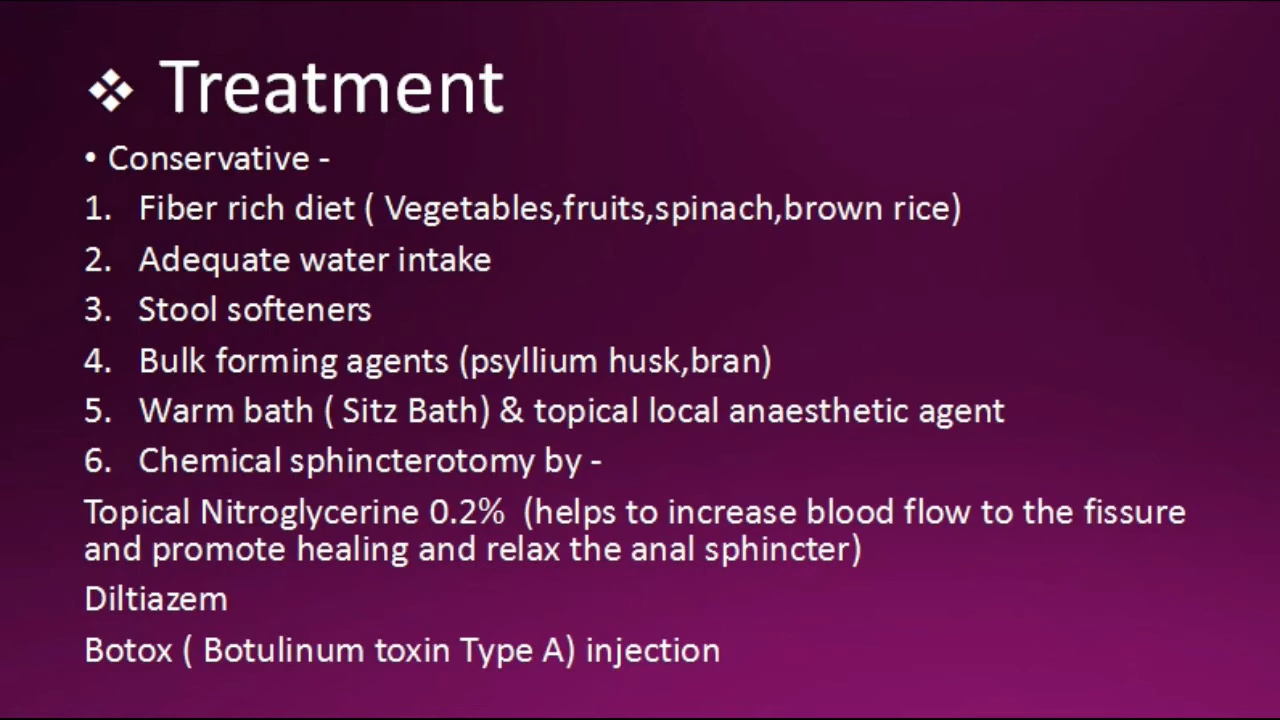 ❖ Treatment
• Conservative -
1. Fiber rich diet ( Vegetables,fruits,spinach,brown rice)
2. Adequate water intake
3. Stool softeners
4. Bulk forming agents (psyllium husk,bran)
5. Warm bath ( Sitz Bath) & topical local anaesthetic agent
6. Chemical sphincterotomy by -
Topical Nitroglycerine 0.2% (helps to increase blood flow to the fissure
and promote healing and relax the anal sphincter)
Diltiazem
Botox ( Botulinum toxin Type A) injection